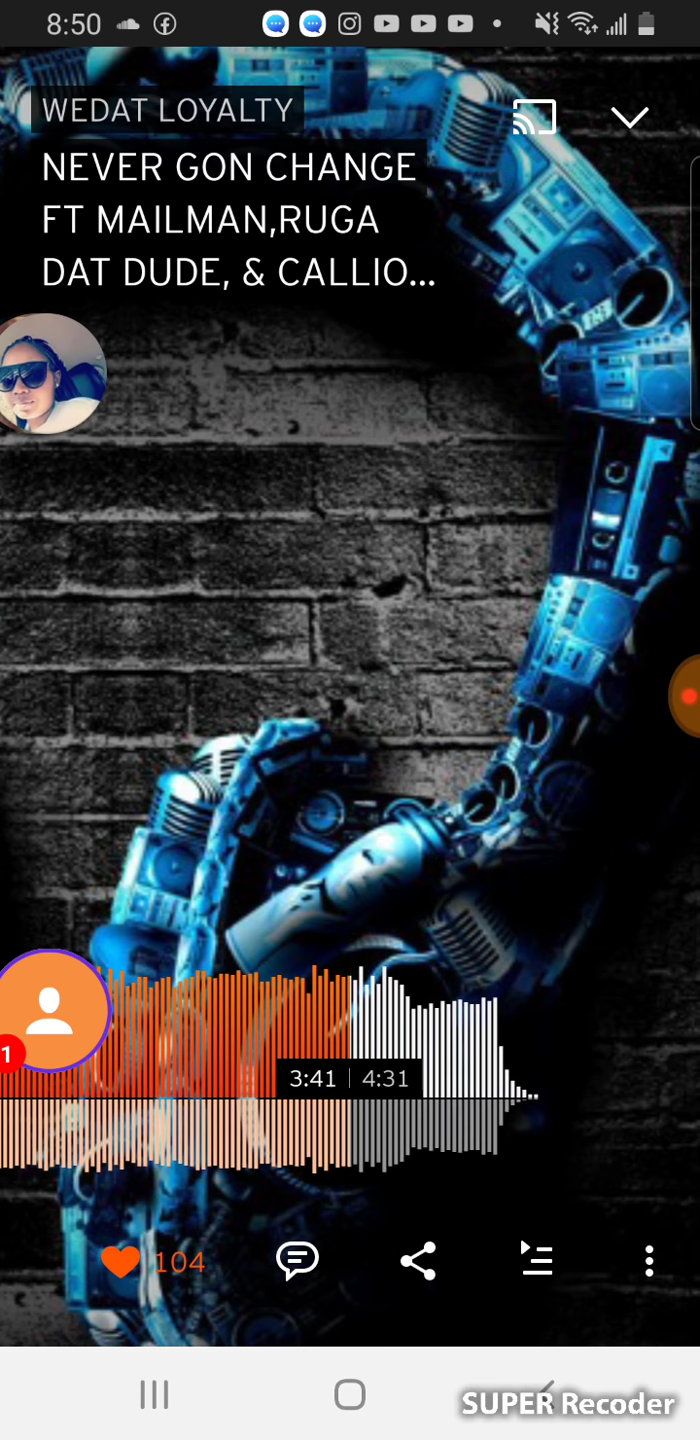 8:50
WEDAT LOYALTY
NEVER GON CHANGE
FT MAILMAN,RUGA
DAT DUDE, & CALLIO...
1
3:41 | 4:31
104
SUPER Recoder